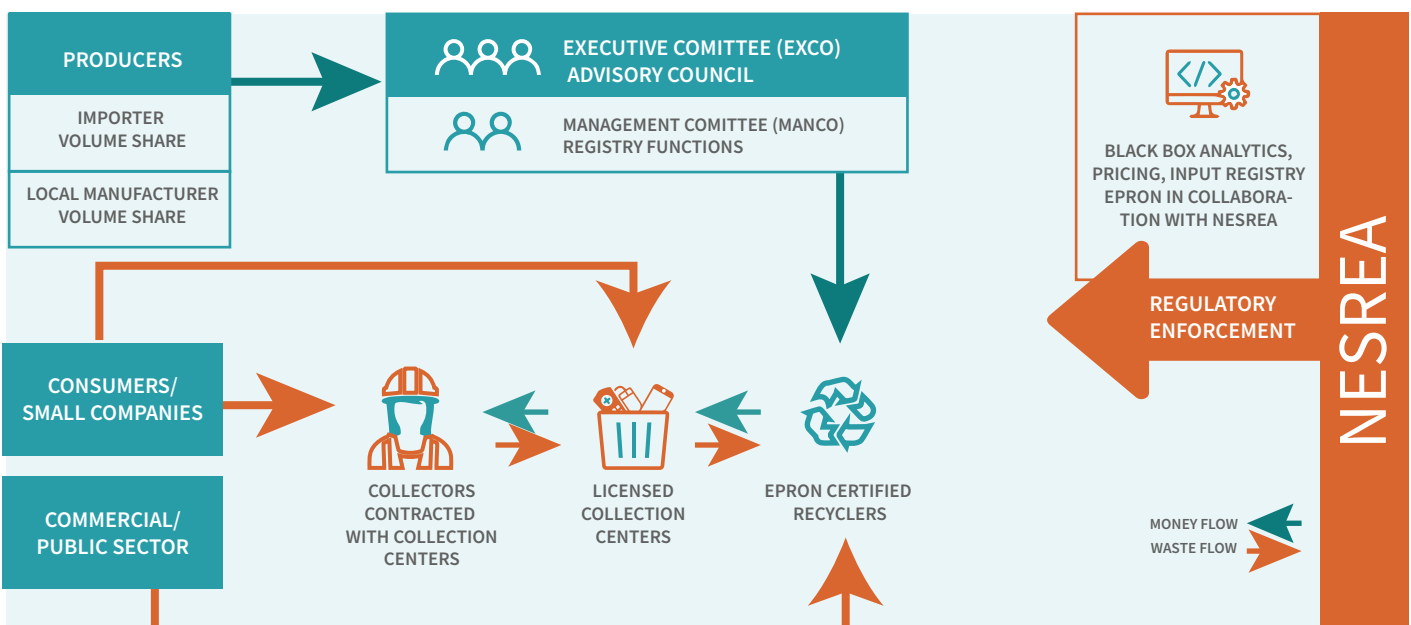 PRODUCERS
IMPORTER
VOLUME SHARE
LOCAL MANUFACTURER
VOLUME SHARE
EXECUTIVE COMITTEE (EXCO)
ADVISORY COUNCIL
MANAGEMENT COMITTEE (MANCO)
REGISTRY FUNCTIONS
BLACK BOX ANALYTICS,
PRICING, INPUT REGISTRY
EPRON IN COLLABORA-
TION WITH NESREA
REGULATORY
ENFORCEMENT
NESREA
CONSUMERS/
SMALL COMPANIES
COMMERCIAL/
PUBLIC SECTOR
COLLECTORS
CONTRACTED
WITH COLLECTION
CENTERS
LICENSED
COLLECTION
CENTERS
EPRON CERTIFIED
RECYCLERS
MONEY FLOW
WASTE FLOW